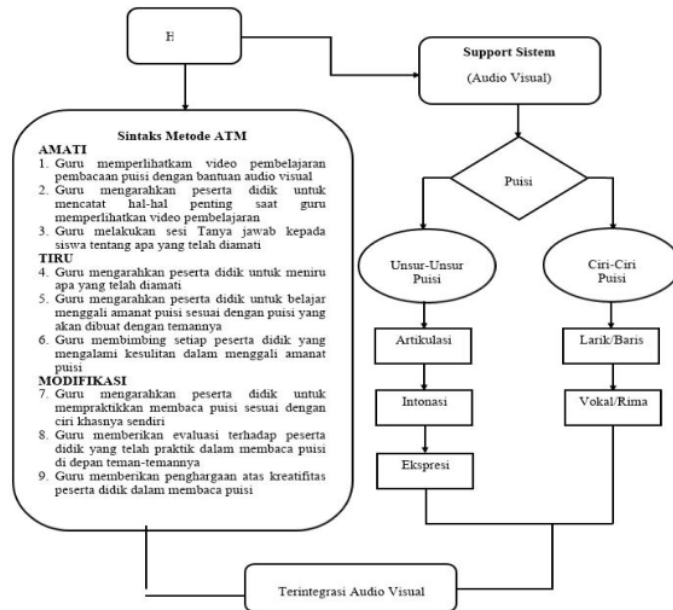 E
Support Sistem
(Audio Visual)
Sintaks Metode ATM
AMATI
1. Guru memperlihatkam video pembelajaran
pembacaan puisi dengan bantuan audio visual
2. Guru mengarahkan peserta didik untuk
mencatat hal-hal penting saat guru
memperlihatkan video pembelajaran
3. Guru melakukan sesi Tanya jawab kepada
siswa tentang apa yang telah diamati
TIRU
4. Guru mengarahkan peserta didik untuk meniru
apa yang telah diamati
5. Guru mengarahkan peserta didik untuk belajar
menggali amanat puisi sesuai dengan puisi yang
akan dibuat dengan temannya
6. Guru membimbing setiap peserta didik yang
mengalami kesulitan dalam menggali amanat
puisi
MODIFIKASI
7. Guru mengarahkan peserta didik untuk
mempraktikkan membaca puisi sesuai dengan
ciri khasnya sendiri
8. Guru memberikan evaluasi terhadap peserta
didik yang telah praktik dalam membaca puisi
di depan teman-temannya
9. Guru memberikan penghargaan atas kreatifitas
peserta didik dalam membaca puisi
Puisi
Unsur-Unsur
Puisi
Artikulasi
Intonasi
Ekspresi
Ciri-Ciri
Puisi
Larik/Baris
Vokal/Rima
Terintegrasi Audio Visual